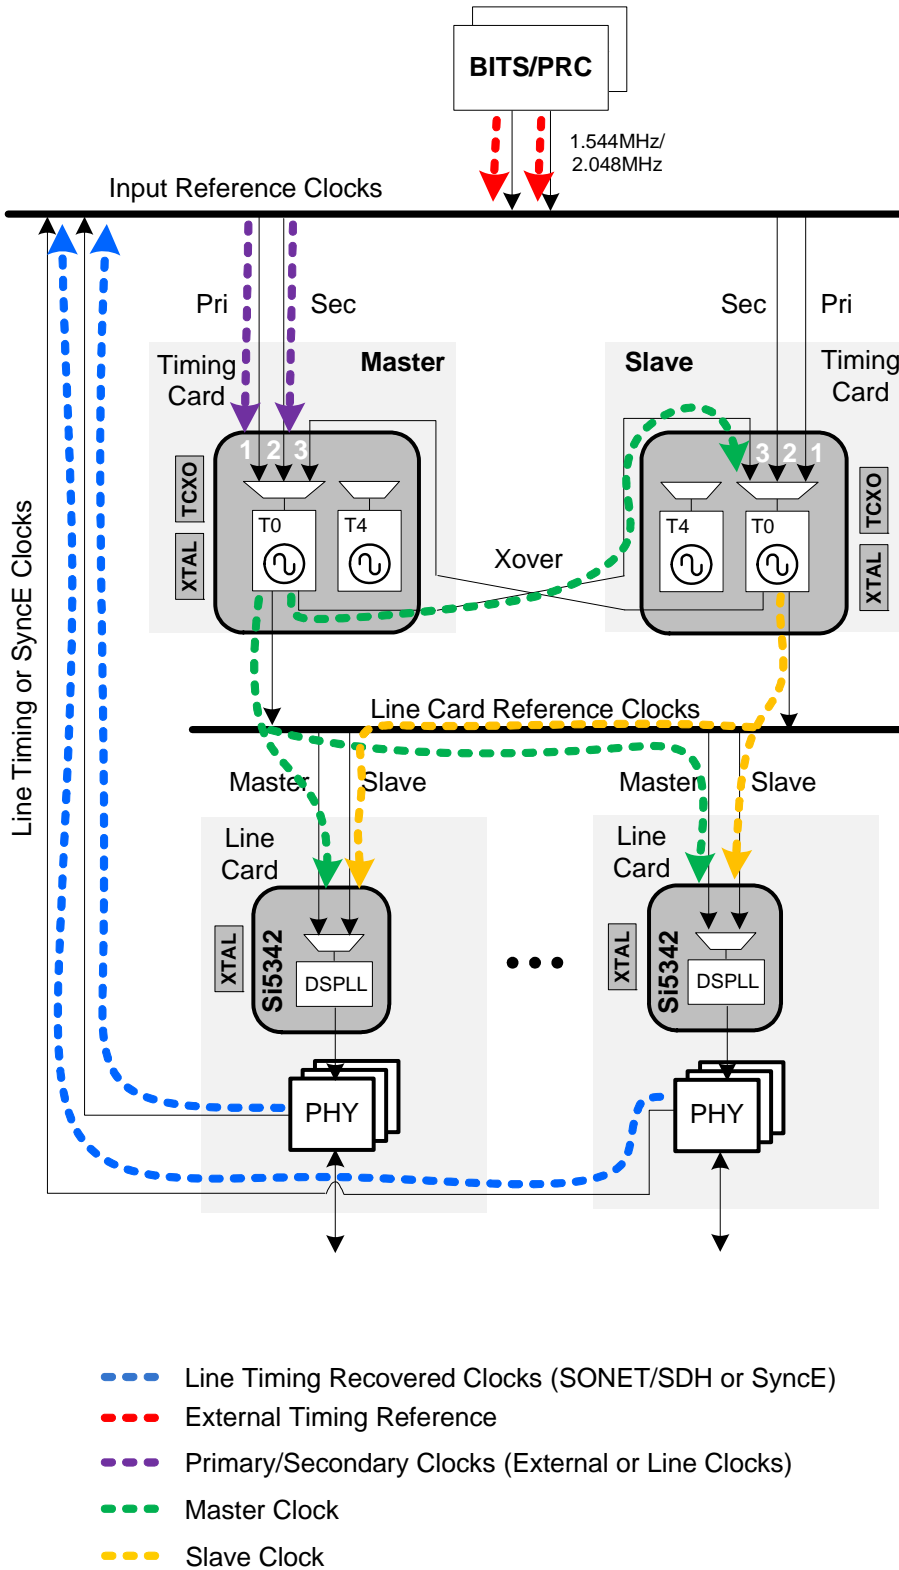 BITS/PRC
1.544MHz/
2.048MHz
Input Reference Clocks
Pri
Sec
Sec
Pri
Timing
Card
Master
Slave
Timing
Card
1 2 3
3 2 1
TCXO
XTAL
T0
T4
T4
T0
TCXO
XTAL
Xover
Line Timing or SyncE Clocks
Line Card Reference Clocks
Master
Slave
Master
Slave
Line
Card
Line
Card
XTAL
Si5342
DSPLL
XTAL
Si5342
DSPLL
PHY
PHY
Line Timing Recovered Clocks (SONET/SDH or SyncE)
External Timing Reference
Primary/Secondary Clocks (External or Line Clocks)
Master Clock
Slave Clock